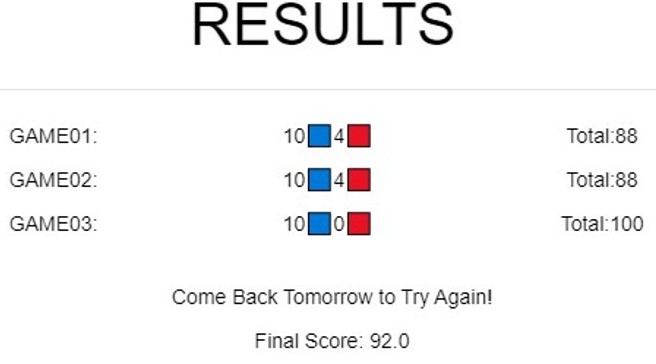 RESULTS
GAME01: 10 4 Total:88
GAME02: 10 4 Total:88
GAME03: 10 0 Total:100
Come Back Tomorrow to Try Again!
Final Score: 92.0